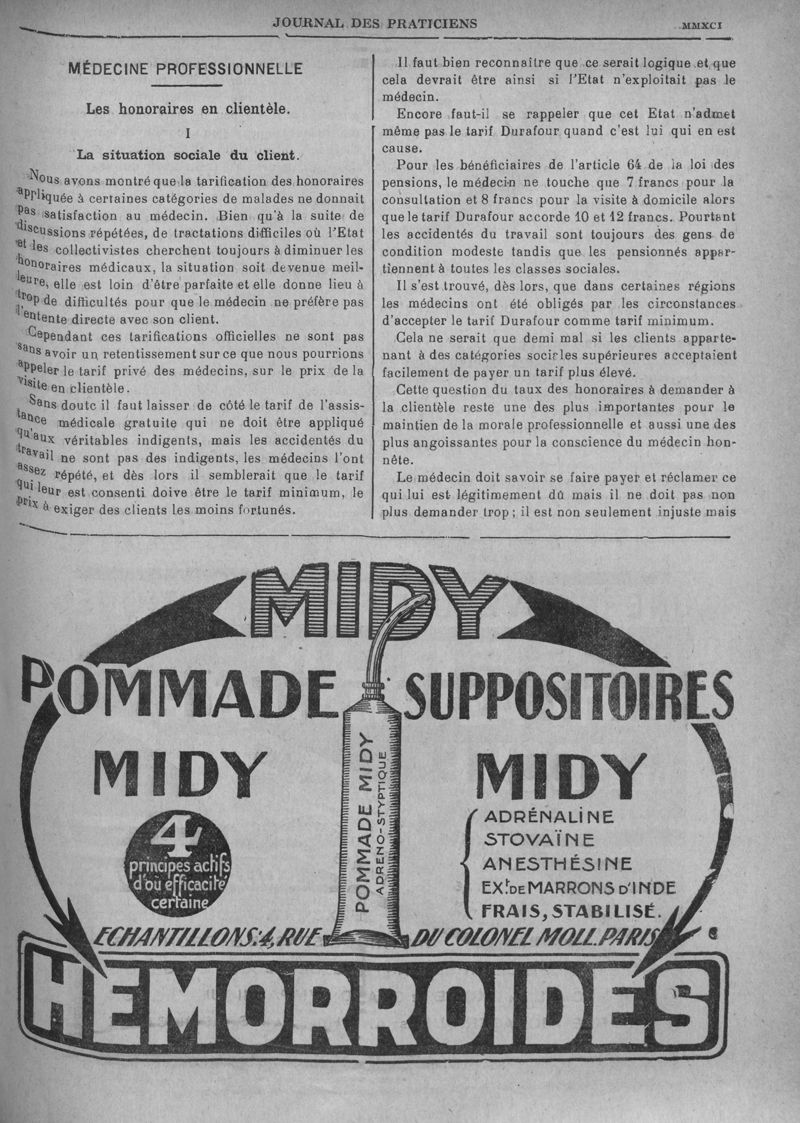 JOURNAL DES PRATICIENS
MMXCI
MÉDECINE PROFESSIONNELLE
Les honoraires en clientèle.
I
La situation sociale du client.
Nous avons montré que la tarification des honoraires
appliquée à certaines catégories de malades ne donnait
pas satisfaction au médecin. Bien qu'à la suite de
discussions répétées, de tractations difficiles où l'Etat
et les collectivistes cherchent toujours à diminuer les
honoraires médicaux, la situation soit devenue meil-
leure, elle est loin d'être parfaite et elle donne lieu à
trop de difficultés pour que le médecin ne préfère pas
l'entente directe avec son client.
Cependant ces tarifications officielles ne sont pas
sans avoir un retentissement sur ce que nous pourrions
appeler le tarif privé des médecins, sur le prix de la
visite en clientèle.
Sans doute il faut laisser de côté le tarif de l'assis-
tance médicale gratuite qui ne doit être appliqué
qu'aux véritables indigents, mais les accidentés du
travail ne sont pas des indigents, les médecins l'ont
assez répété, et dès lors il semblerait que le tarif
qui leur est consenti doive être le tarif minimum, le
prix à exiger des clients les moins fortunés.
Il faut bien reconnaître que ce serait logique et que
cela devrait être ainsi si l'Etat n'exploitait pas le
médecin.
Encore faut-il se rappeler que cet Etat n'admet
même pas le tarif Durafour quand c'est lui qui en est
cause.
Pour les bénéficiaires de l'article 64 de la loi des
pensions, le médecin ne touche que 7 francs pour la
consultation et 8 francs pour la visite à domicile alors
que le tarif Durafour accorde 10 et 12 francs. Pourtant
les accidentés du travail sont toujours des gens de
condition modeste tandis que les pensionnés appar-
tiennent à toutes les classes sociales.
Il s'est trouvé, dès lors, que dans certaines régions
les médecins ont été obligés par les circonstances
d'accepter le tarif Durafour comme tarif minimum.
Cela ne serait que demi mal si les clients apparte-
nant à des catégories sociales supérieures acceptaient
facilement de payer un tarif plus élevé.
Cette question du taux des honoraires à demander à
la clientèle reste une des plus importantes pour le
maintien de la morale professionnelle et aussi une des
plus angoissantes pour la conscience du médecin hon-
nête.
Le médecin doit savoir se faire payer et réclamer ce
qui lui est légitimement dû mais il ne doit pas non
plus demander trop ; il est non seulement injuste mais
MIDY
POMMADE
MIDY
4
principes actifs
d'où efficacité
certaine
POMMADE MIDY
ADRENO-STYPTIQUE
SUPPOSITOIRES
MIDY
ADRÉNALINE
STOVAÏNE
ANESTHÉSINE
EXt. DE MARRONS D'INDE
FRAIS, STABILISÉ.
ECHANTILLONS: 4, RUE DU COLONEL MOLL. PARIS
HÉMORROIDES